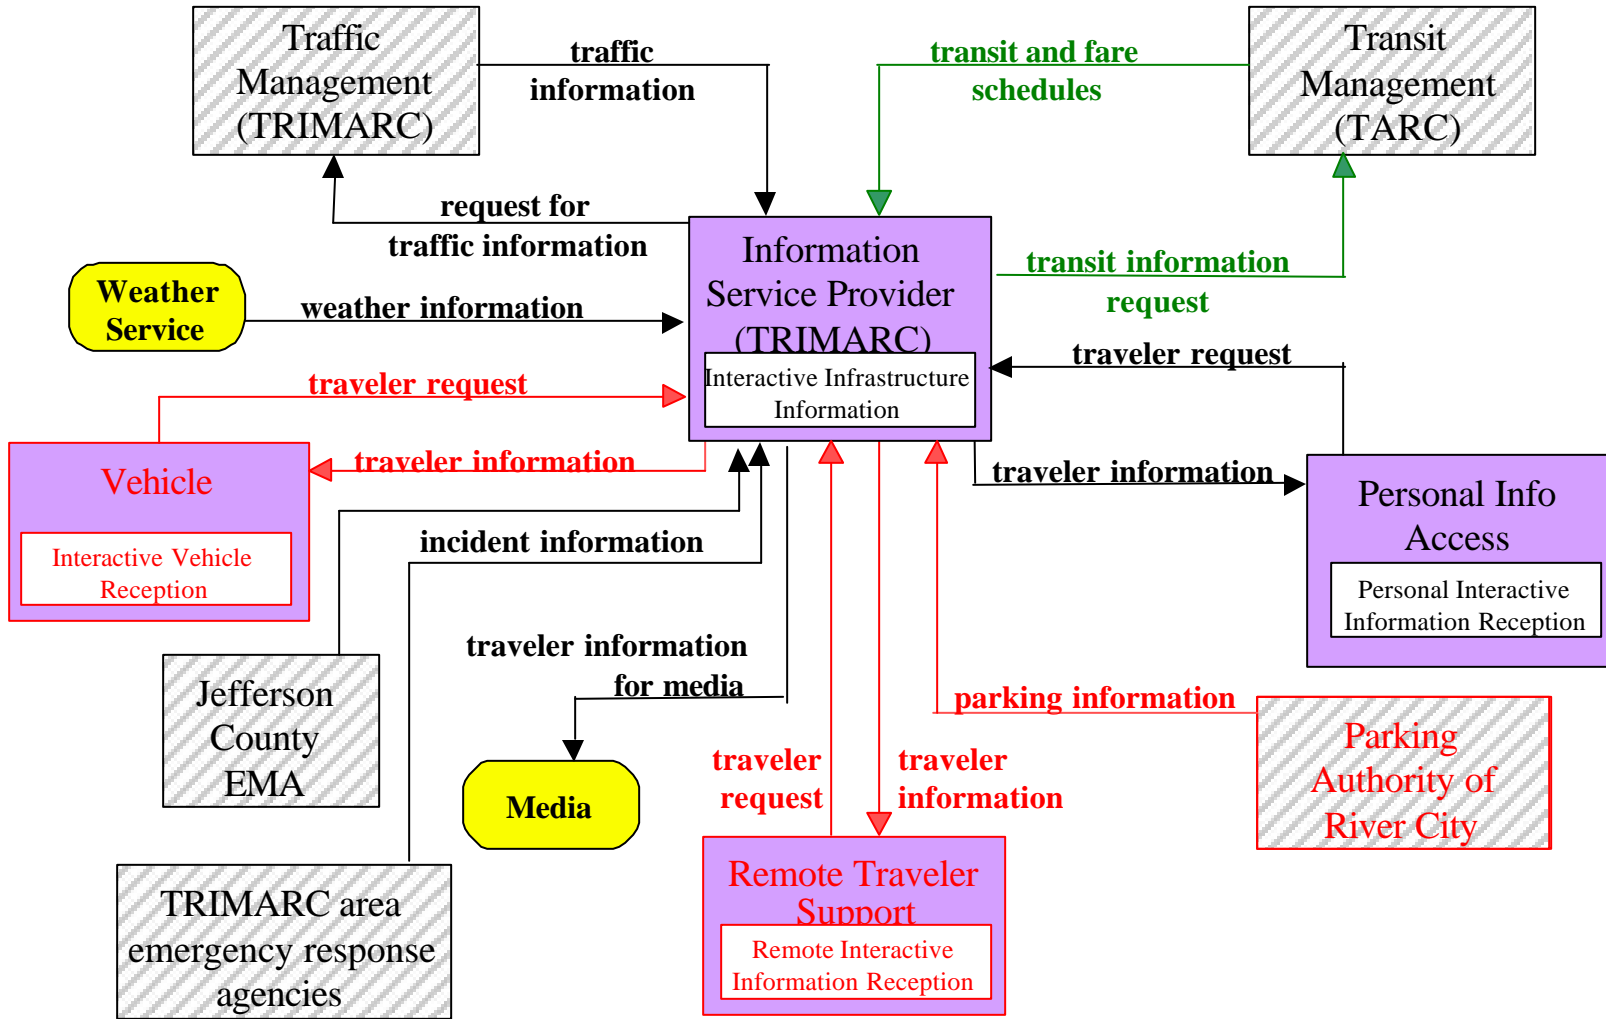 Traffic
Management
(TRIMARC)
traffic
information
transit and fare
schedules
Transit
Management
(TARC)
request for
traffic information
Information
Service Provider
(TRIMARC)
Interactive Infrastructure
Information
transit information
request
Weather
Service
weather information
traveler request
traveler request
Vehicle
Interactive Vehicle
Reception
traveler information
traveler information
Personal Info
Access
Personal Interactive
Information Reception
incident information
Jefferson
County
EMA
traveler information
for media
Media
traveler
request
traveler
information
parking information
Parking
Authority of
River City
TRIMARC area
emergency response
agencies
Remote Traveler
Support
Remote Interactive
Information Reception